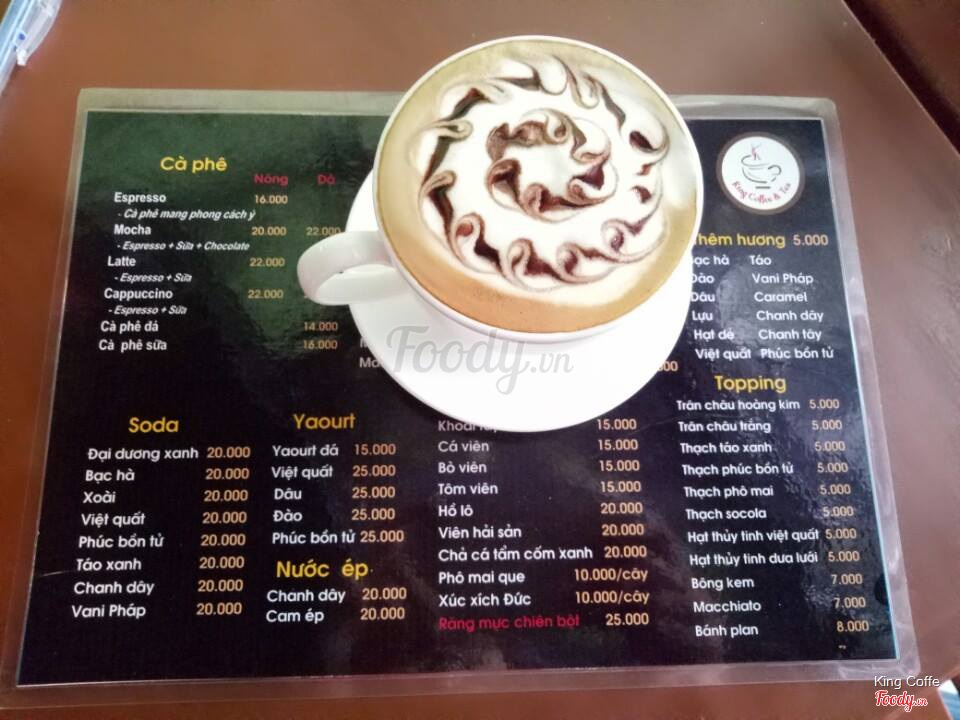 Cà phê
Nóng Đá
Espresso 16.000
- Cà phê mang phong cách ý
Mocha 20.000 22.000
- Espresso + Sữa + Chocolate
Latte 22.000
- Espresso + Sữa
Cappuccino 22.000
- Espresso + Sữa
Cà phê đá 14.000
Cà phê sữa 16.000
Soda
Đại dương xanh 20.000
Bạc hà 20.000
Xoài 20.000
Việt quất 20.000
Phúc bồn tử 20.000
Táo xanh 20.000
Chanh dây 20.000
Vani Pháp 20.000
Yaourt
Yaourt đá 15.000
Việt quất 25.000
Dâu 25.000
Đào 25.000
Phúc bồn tử 25.000
Nước ép
Chanh dây 20.000
Cam ép 20.000
15.000
Cá viên 15.000
Bò viên 15.000
Tôm viên 15.000
Hồ lô 20.000
Viên hải sản 20.000
Chả cá tẩm cốm xanh 20.000
Phô mai que 10.000/cây
Xúc xích Đức 10.000/cây
Răng mực chiên bột 25.000
King Coffee & Tea
Thêm hương 5.000
Bạc hà Táo
Đào Vani Pháp
Dâu Caramel
Lựu Chanh dây
Hạt dẻ Chanh tây
Việt quất Phúc bồn tử
Topping
Trân châu hoàng kim 5.000
Trân châu trắng 5.000
Thạch táo xanh 5.000
Thạch phúc bồn tử 5.000
Thạch phô mai 5.000
Thạch socola 5.000
Hạt thủy tinh việt quất 5.000
Hạt thủy tinh dưa lưới 5.000
Bông kem 7.000
Macchiato 7.000
Bánh plan 8.000
Foody.vn
King Coffe
Foody.vn